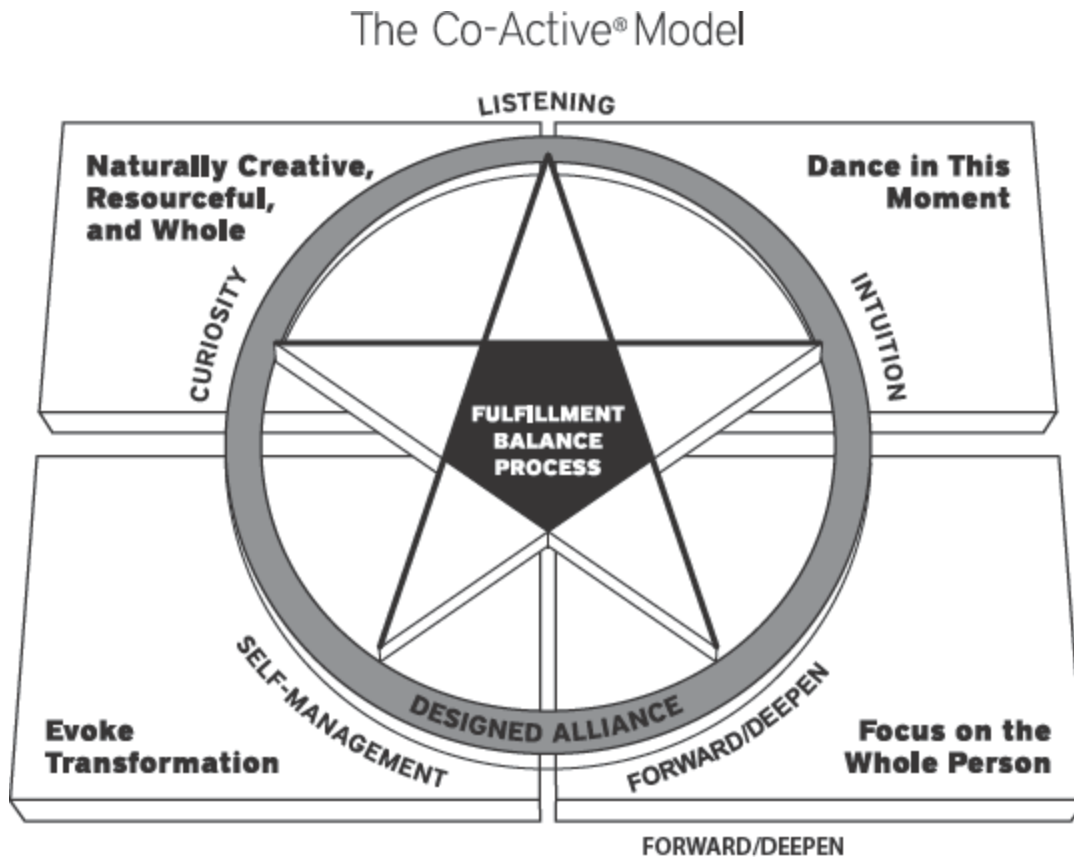 The Co-Active® Model
LISTENING
Naturally Creative,
Resourceful,
and Whole
Dance in This
Moment
CURIOSITY
INTUITION
FULFILLMENT
BALANCE
PROCESS
SELF-MANAGEMENT
DESIGNED ALLIANCE
FORWARD/DEEPEN
Evoke
Transformation
Focus on the
Whole Person
FORWARD/DEEPEN